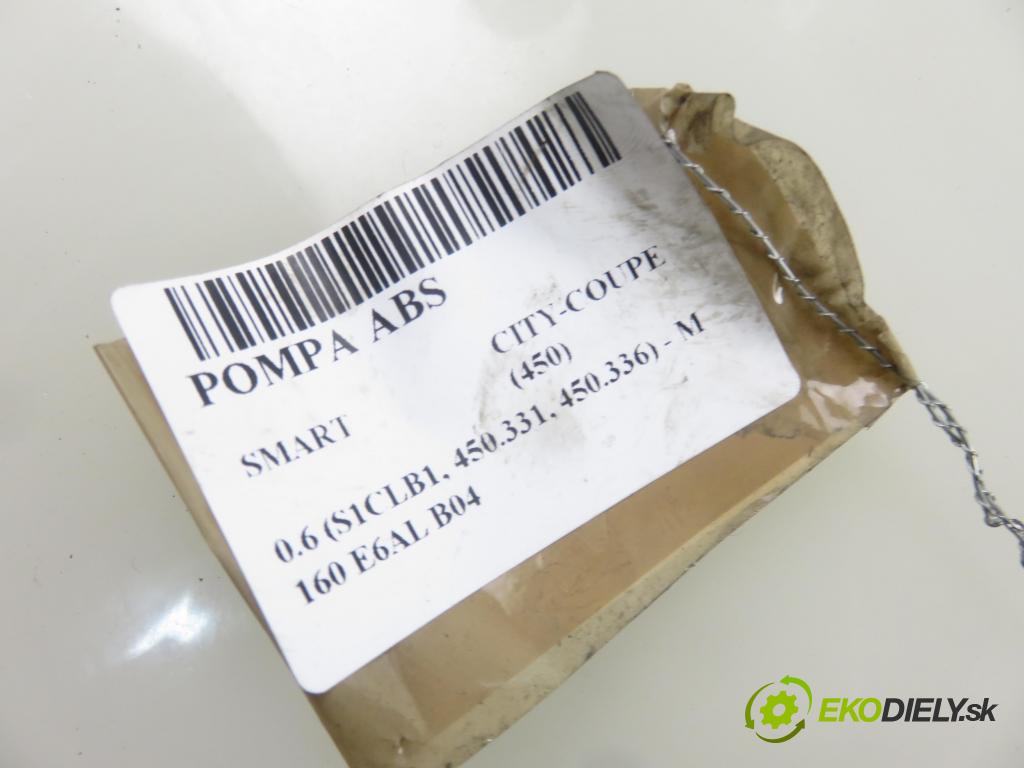 POMPA ABS
SMART
CITY-COUPE
(450)
0.6 (S1CLB1, 450.331, 450.336) - M
160 E6AL B04
EKODIELY.sk